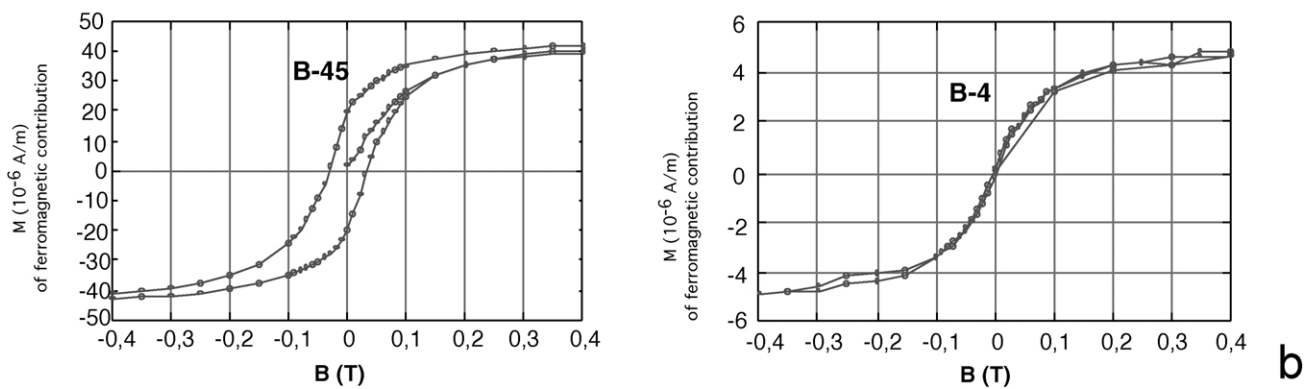 M (10⁻⁶ A/m)
of ferromagnetic contribution
50
40
30
20
10
0
-10
-20
-30
-40
-50
B-45
-0,4 -0,3 -0,2 -0,1 0 0,1 0,2 0,3 0,4
B (T)
M (10⁻⁶ A/m)
of ferromagnetic contribution
6
4
2
0
-2
-4
-6
B-4
-0,4 -0,3 -0,2 -0,1 0 0,1 0,2 0,3 0,4
B (T)
b